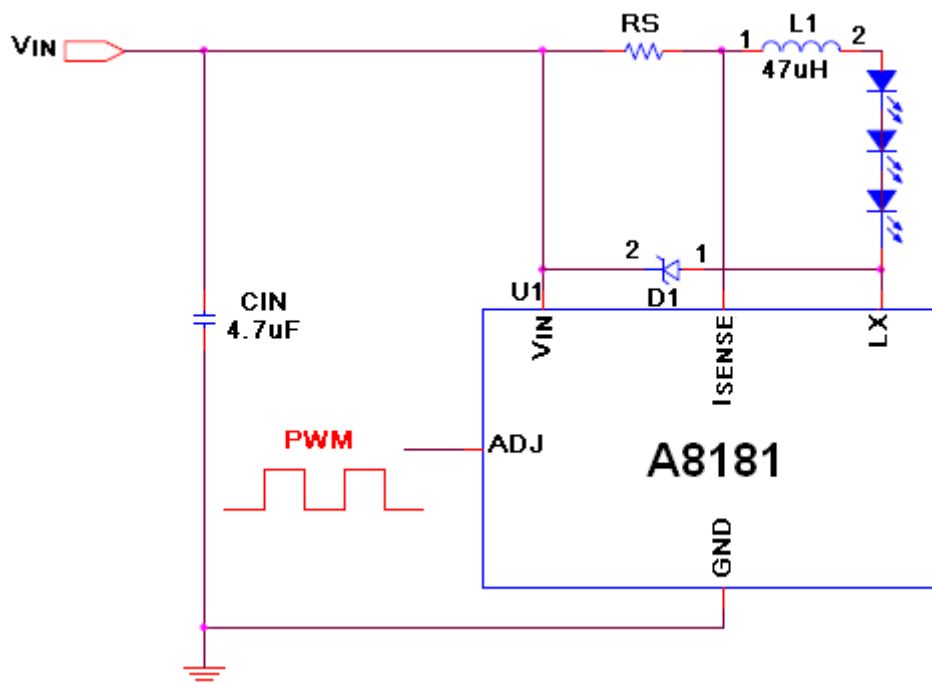 RS
L1
VIN
1
2
47uH
2
1
U1
D1
CIN
4.7uF
VIN
ISENSE
LX
PWM
ADJ
A8181
GND